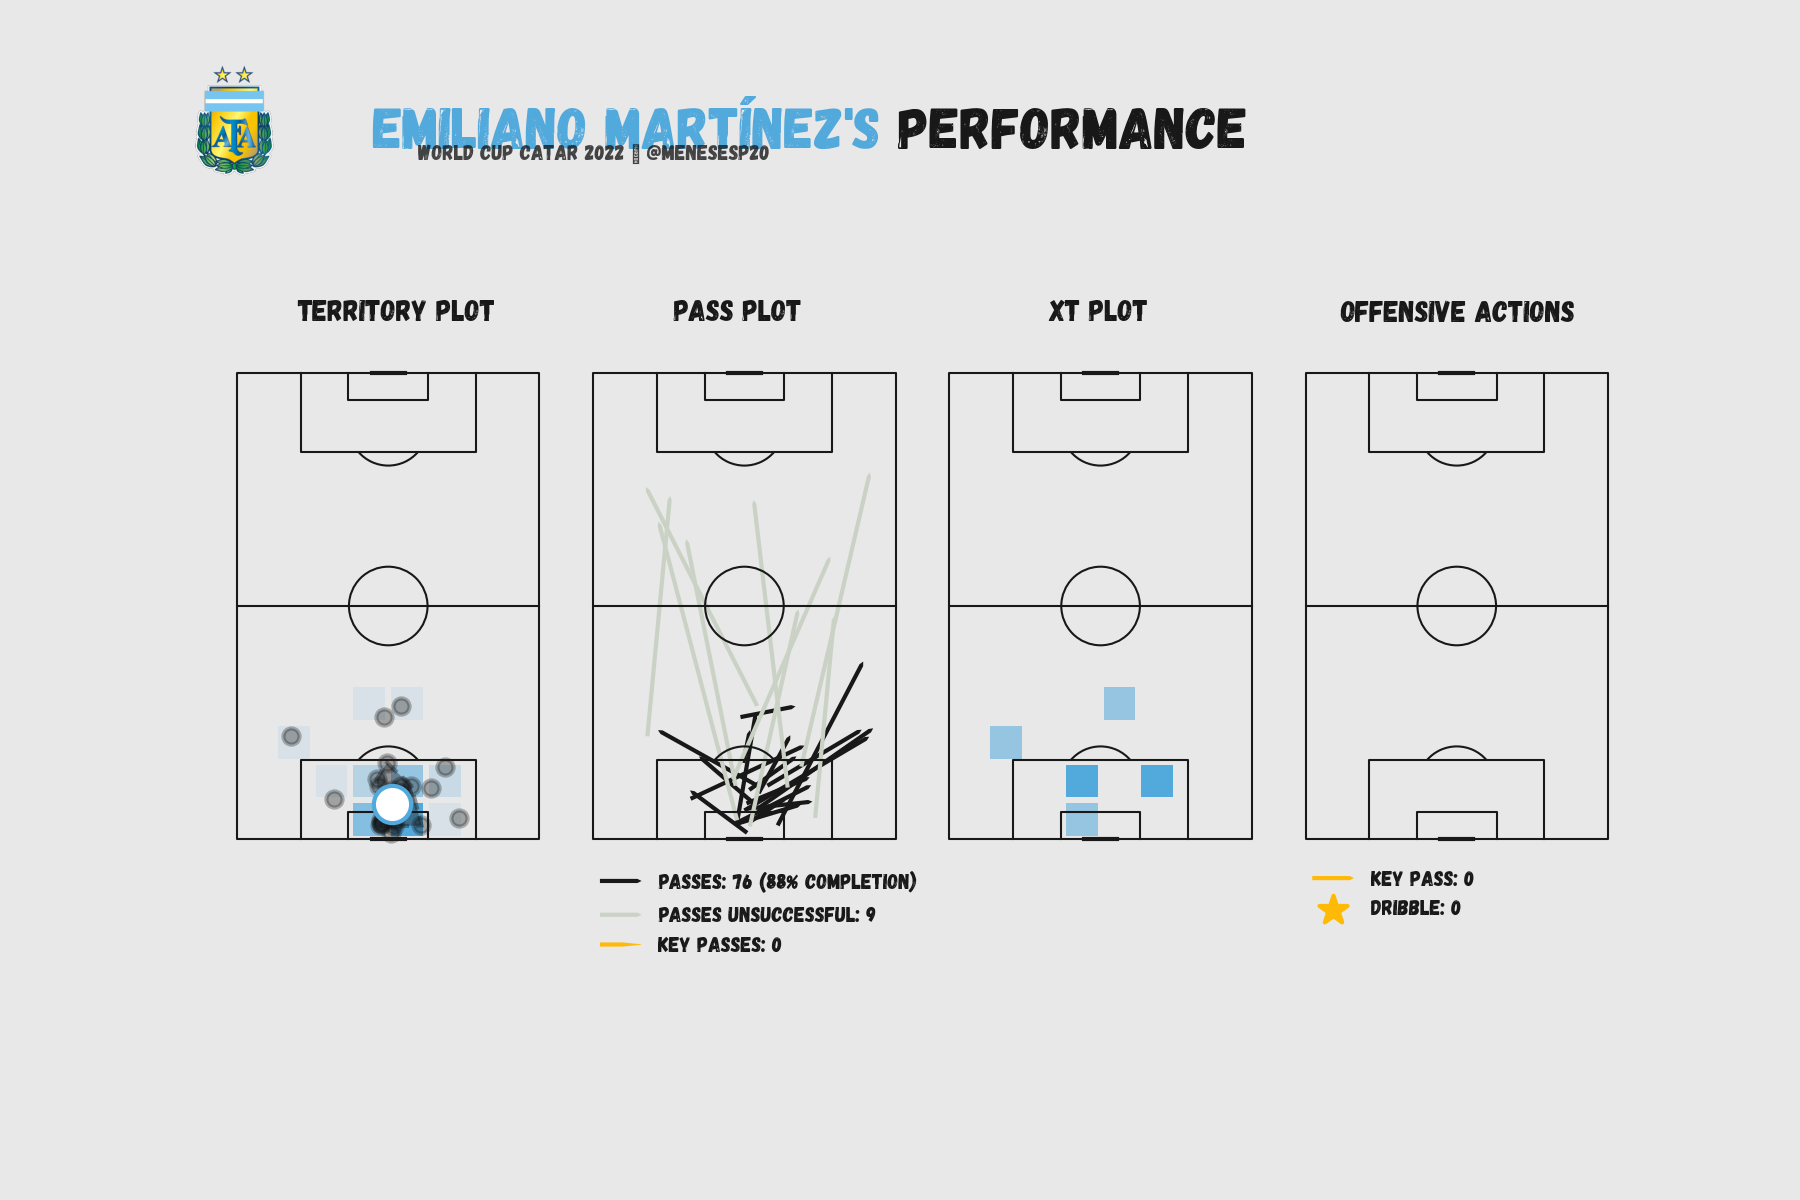 EMILIANO MARTÍNEZ'S PERFORMANCE
WORLD CUP CATAR 2022 @MENESESP20
AFA
TERRITORY PLOT
PASS PLOT
XT PLOT
OFFENSIVE ACTIONS
PASSES: 76 (88% COMPLETION)
PASSES UNSUCCESSFUL: 9
KEY PASSES: 0
KEY PASS: 0
DRIBBLE: 0